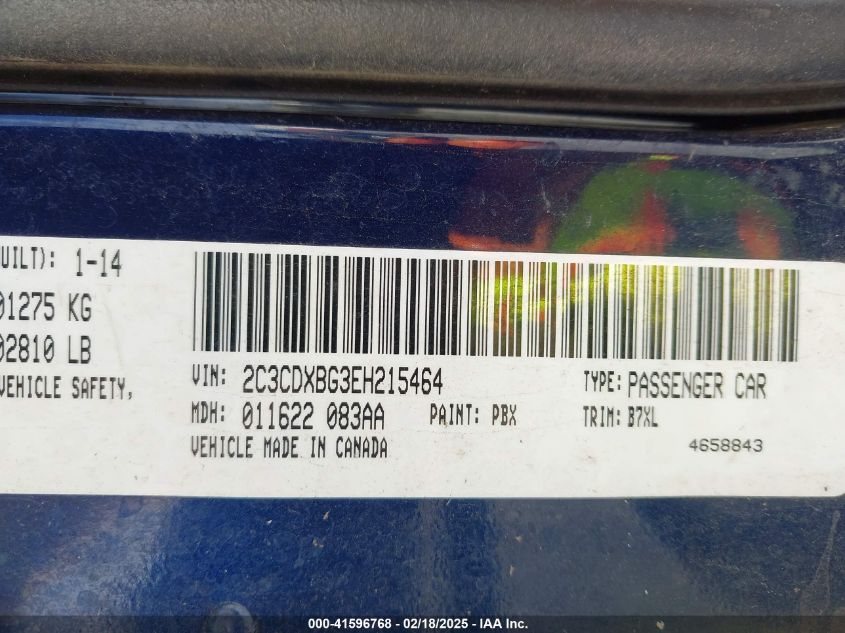 UILT): 1-14
01275 KG
02810 LB
VEHICLE SAFETY,
VIN: 2C3CDXBG3EH215464
TYPE: PASSENGER CAR
MDH: 011622 083AA
PAINT: PBX
TRIM: B7XL
VEHICLE MADE IN CANADA
4658843
000-41596768 - 02/18/2025 - IAA Inc.